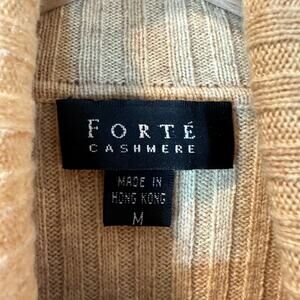 FORTÉ
CASHMERE
MADE IN
HONG KONG
M